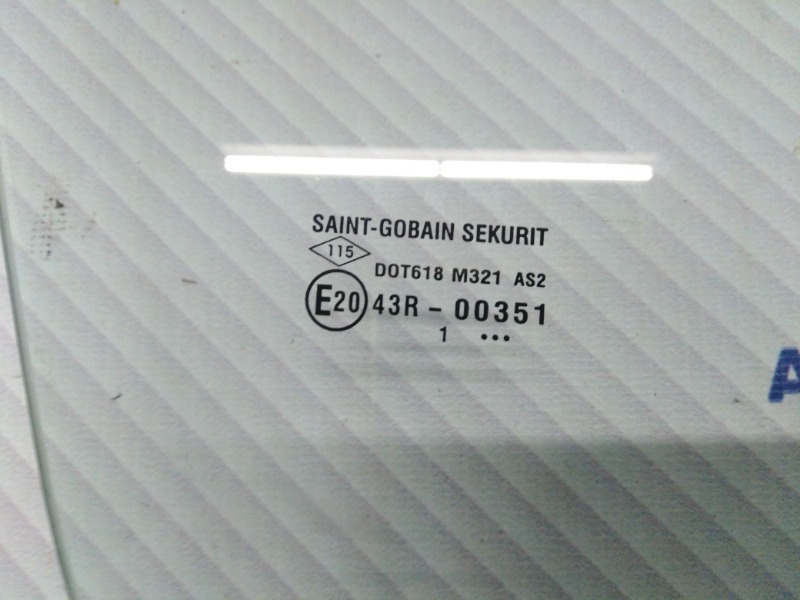 SAINT-GOBAIN SEKURIT
115
DOT618 M321 AS2
E20 43R - 00351
1 •••
A